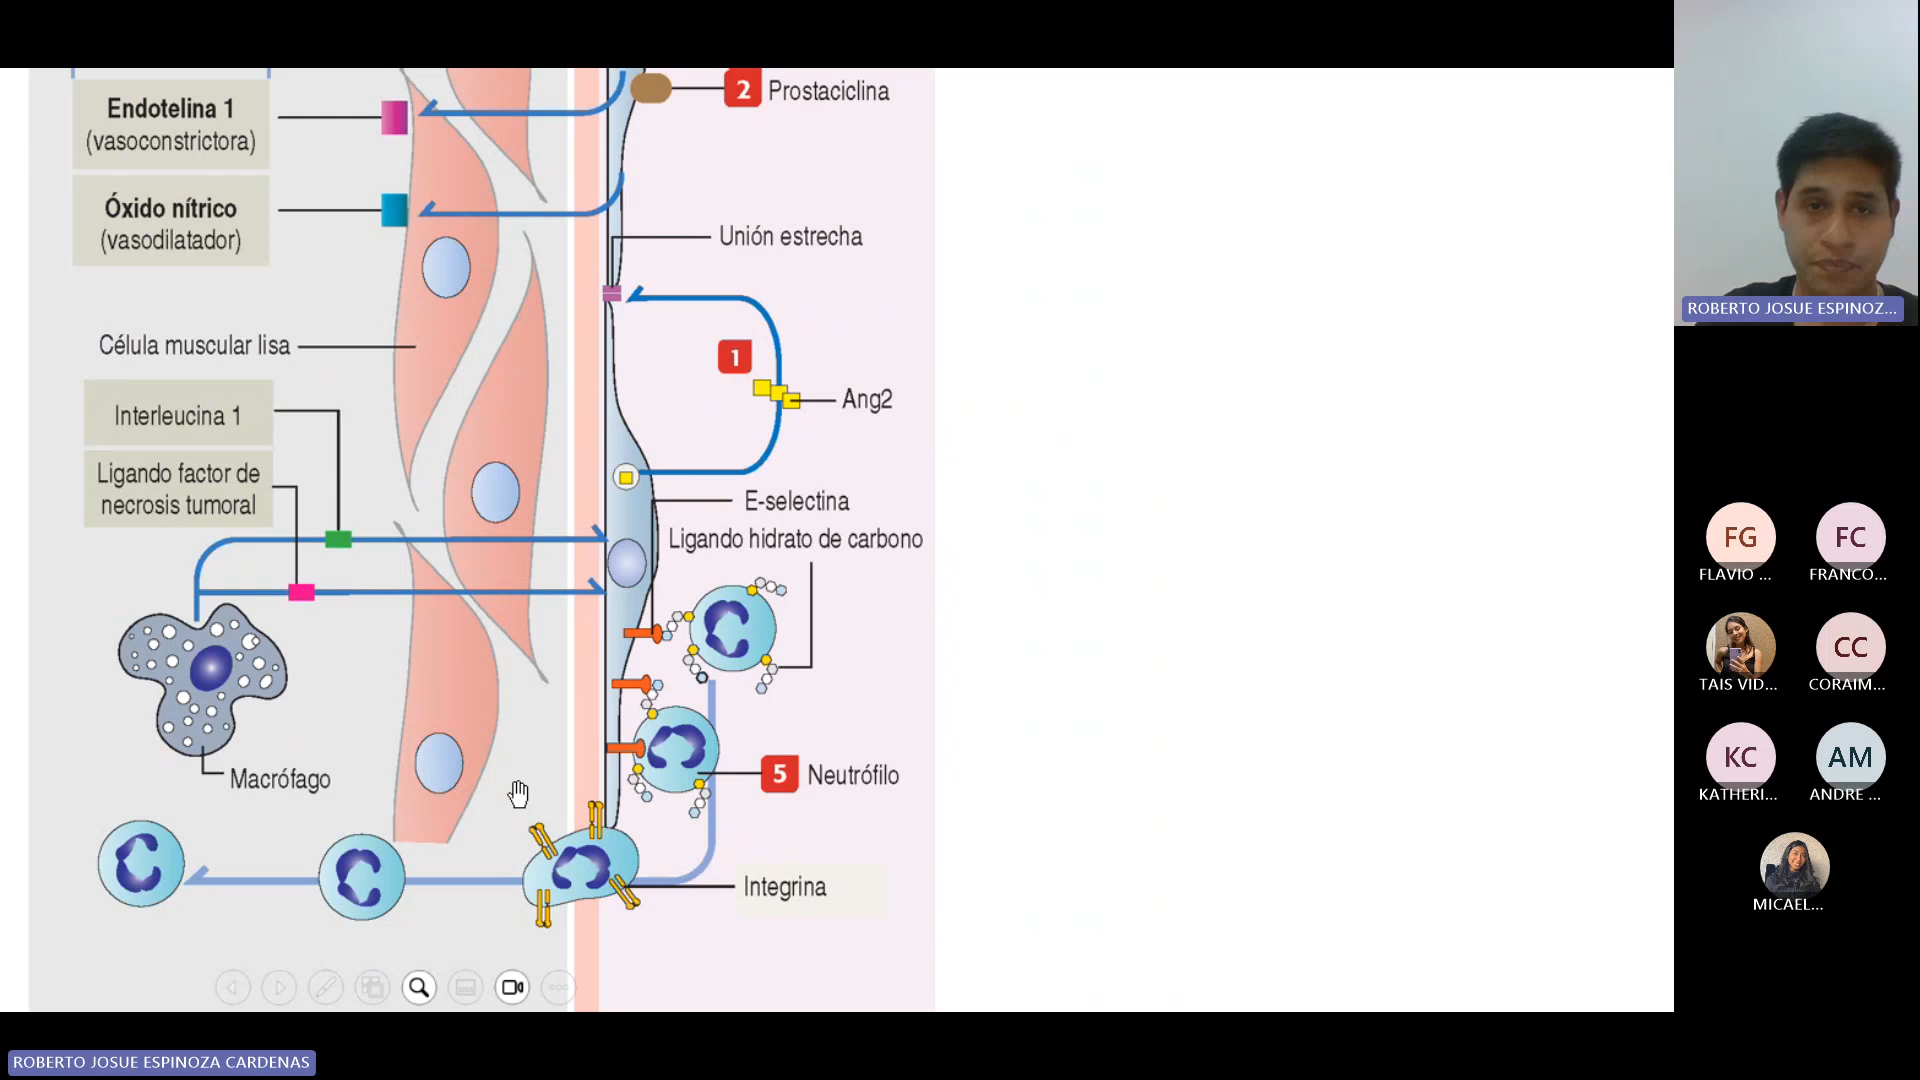 Endotelina 1
(vasoconstrictora)
2 Prostaciclina
Óxido nítrico
(vasodilatador)
Unión estrecha
Célula muscular lisa
1
Ang2
Interleucina 1
Ligando factor de
necrosis tumoral
E-selectina
Ligando hidrato de carbono
Macrófago
5 Neutrófilo
Integrina
ROBERTO JOSUE ESPINOZ...
FG
FLAVIO ...
FC
FRANCO...
TAIS VID...
CC
CORAIM...
KC
KATHERI...
AM
ANDRE ...
MICAEL...
ROBERTO JOSUE ESPINOZA CARDENAS